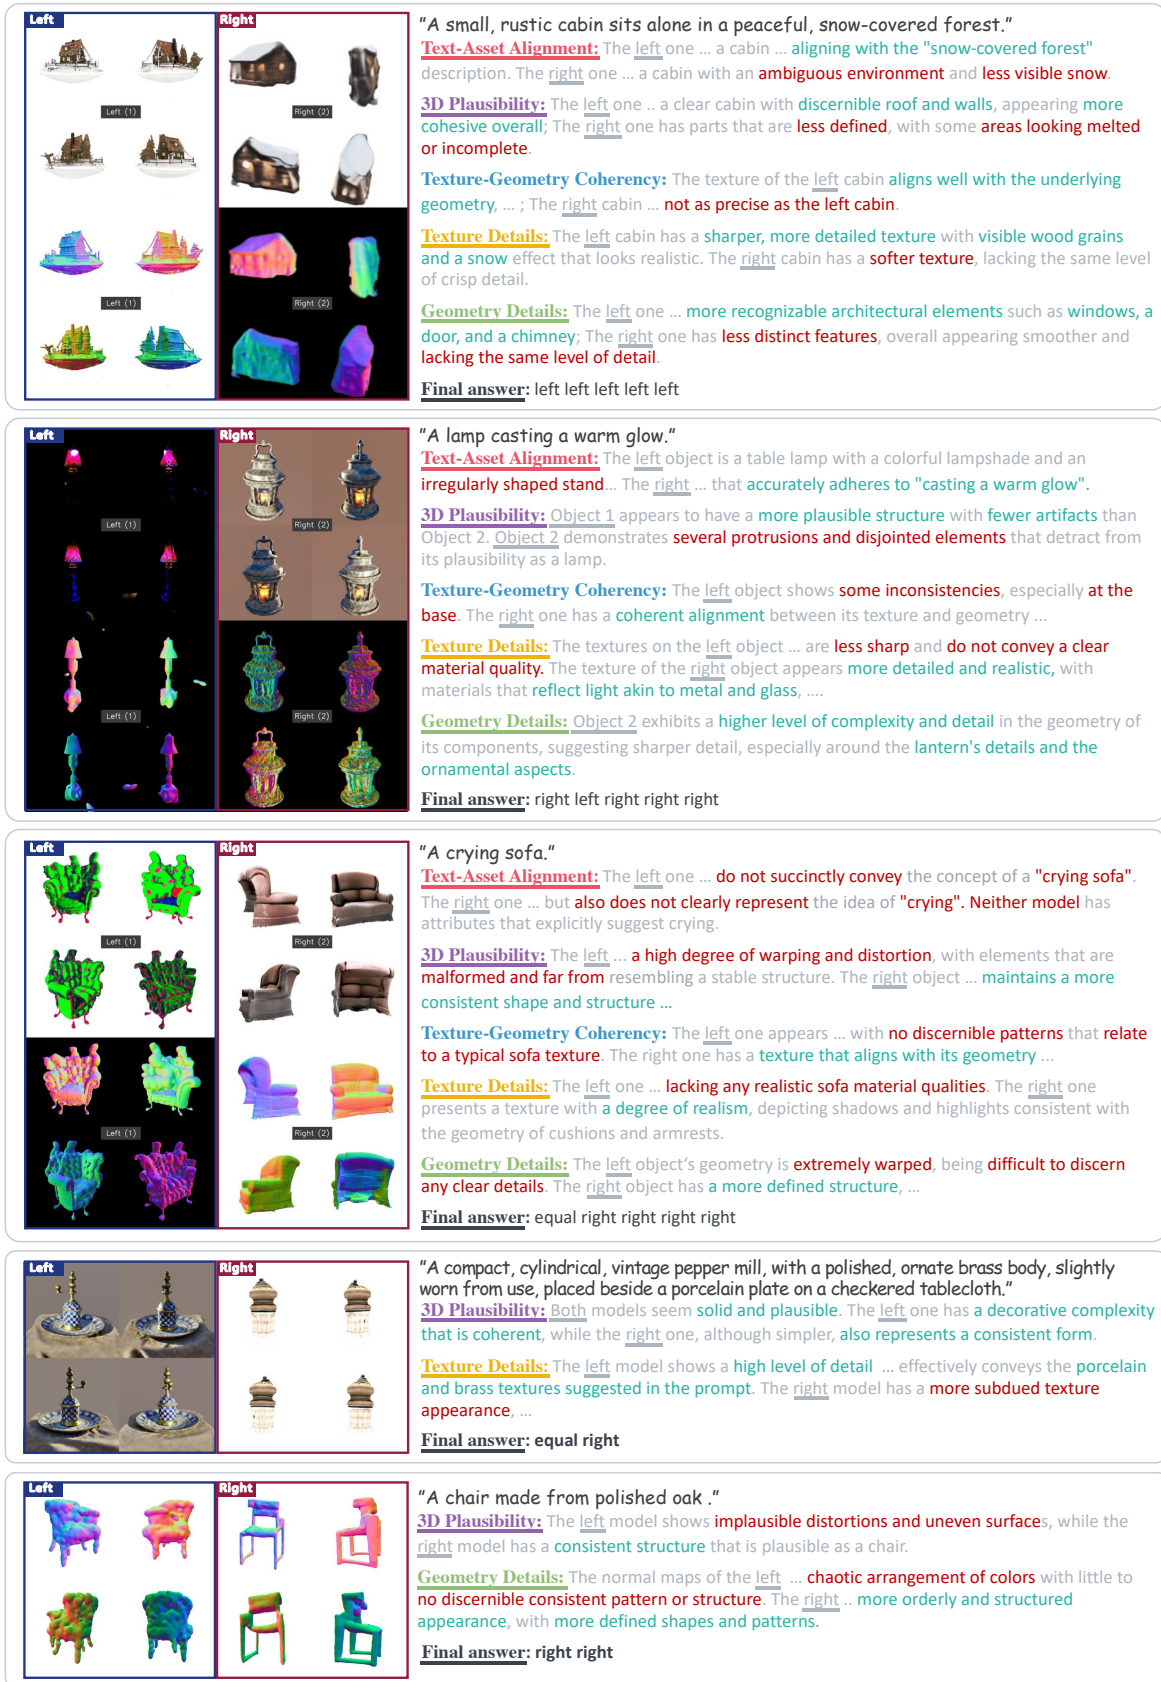 Left
Right
Left (1)
Right (2)
Left (1)
Right (2)
"A small, rustic cabin sits alone in a peaceful, snow-covered forest."
Text-Asset Alignment: The left one ... a cabin ... aligning with the "snow-covered forest"
description. The right one ... a cabin with an ambiguous environment and less visible snow.
3D Plausibility: The left one .. a clear cabin with discernible roof and walls, appearing more
cohesive overall; The right one has parts that are less defined, with some areas looking melted
or incomplete.
Texture-Geometry Coherency: The texture of the left cabin aligns well with the underlying
geometry, ... ; The right cabin ... not as precise as the left cabin.
Texture Details: The left cabin has a sharper, more detailed texture with visible wood grains
and a snow effect that looks realistic. The right cabin has a softer texture, lacking the same level
of crisp detail.
Geometry Details: The left one ... more recognizable architectural elements such as windows, a
door, and a chimney; The right one has less distinct features, overall appearing smoother and
lacking the same level of detail.
Final answer: left left left left left
Left
Right
Left (1)
Right (2)
Left (1)
Right (2)
"A lamp casting a warm glow."
Text-Asset Alignment: The left object is a table lamp with a colorful lampshade and an
irregularly shaped stand... The right ... that accurately adheres to "casting a warm glow".
3D Plausibility: Object 1 appears to have a more plausible structure with fewer artifacts than
Object 2. Object 2 demonstrates several protrusions and disjointed elements that detract from
its plausibility as a lamp.
Texture-Geometry Coherency: The left object shows some inconsistencies, especially at the
base. The right one has a coherent alignment between its texture and geometry ...
Texture Details: The textures on the left object ... are less sharp and do not convey a clear
material quality. The texture of the right object appears more detailed and realistic, with
materials that reflect light akin to metal and glass, ....
Geometry Details: Object 2 exhibits a higher level of complexity and detail in the geometry of
its components, suggesting sharper detail, especially around the lantern's details and the
ornamental aspects.
Final answer: right left right right right
Left
Right
Left (1)
Right (2)
Left (1)
Right (2)
"A crying sofa."
Text-Asset Alignment: The left one ... do not succinctly convey the concept of a "crying sofa".
The right one ... but also does not clearly represent the idea of "crying". Neither model has
attributes that explicitly suggest crying.
3D Plausibility: The left ... a high degree of warping and distortion, with elements that are
malformed and far from resembling a stable structure. The right object ... maintains a more
consistent shape and structure ...
Texture-Geometry Coherency: The left one appears ... with no discernible patterns that relate
to a typical sofa texture. The right one has a texture that aligns with its geometry ...
Texture Details: The left one ... lacking any realistic sofa material qualities. The right one
presents a texture with a degree of realism, depicting shadows and highlights consistent with
the geometry of cushions and armrests.
Geometry Details: The left object's geometry is extremely warped, being difficult to discern
any clear details. The right object has a more defined structure, ...
Final answer: equal right right right right
Left
Right
"A compact, cylindrical, vintage pepper mill, with a polished, ornate brass body, slightly
worn from use, placed beside a porcelain plate on a checkered tablecloth."
3D Plausibility: Both models seem solid and plausible. The left one has a decorative complexity
that is coherent, while the right one, although simpler, also represents a consistent form.
Texture Details: The left model shows a high level of detail ... effectively conveys the porcelain
and brass textures suggested in the prompt. The right model has a more subdued texture
appearance, ...
Final answer: equal right
Left
Right
"A chair made from polished oak ."
3D Plausibility: The left model shows implausible distortions and uneven surfaces, while the
right model has a consistent structure that is plausible as a chair.
Geometry Details: The normal maps of the left ... chaotic arrangement of colors with little to
no discernible consistent pattern or structure. The right .. more orderly and structured
appearance, with more defined shapes and patterns.
Final answer: right right